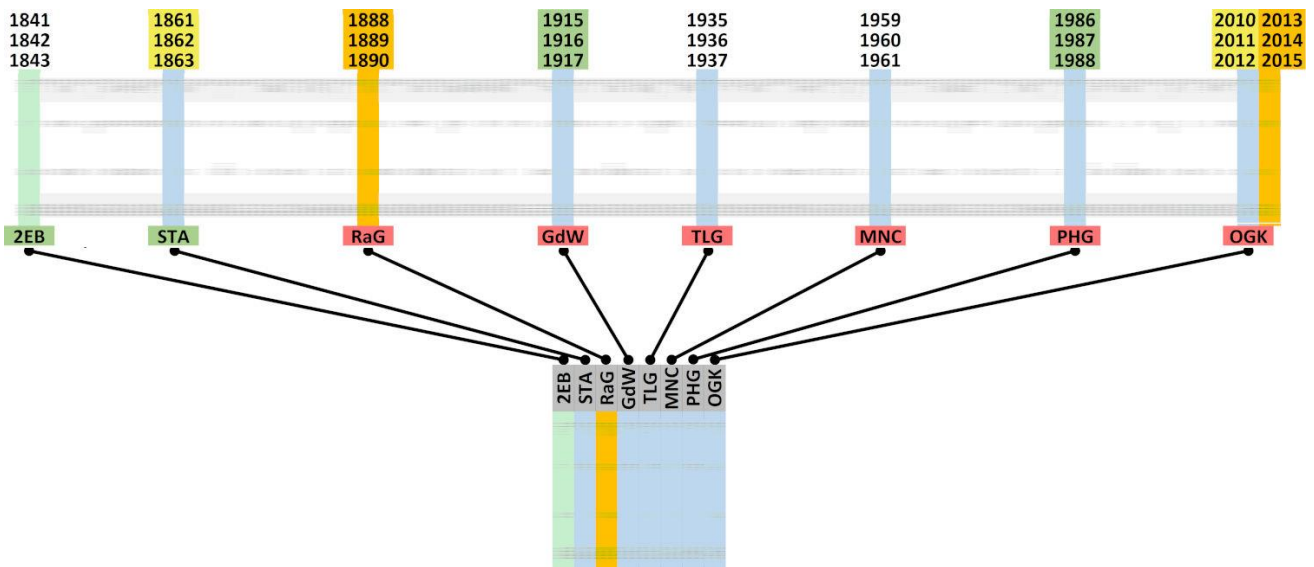 1841 1861 1888 1915 1935 1959 1986 2010 2013
1842 1862 1889 1916 1936 1960 1987 2011 2014
1843 1863 1890 1917 1937 1961 1988 2012 2015
2EB STA RaG GdW TLG MNC PHG OGK
2EB STA RaG GdW TLG MNC PHG OGK